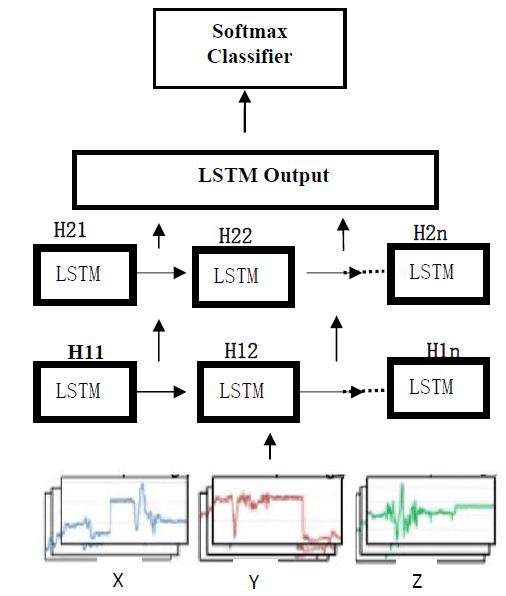 Softmax
Classifier
LSTM Output
H21
H22
H2n
LSTM
LSTM
LSTM
H11
H12
H1n
LSTM
LSTM
LSTM
X
Y
Z